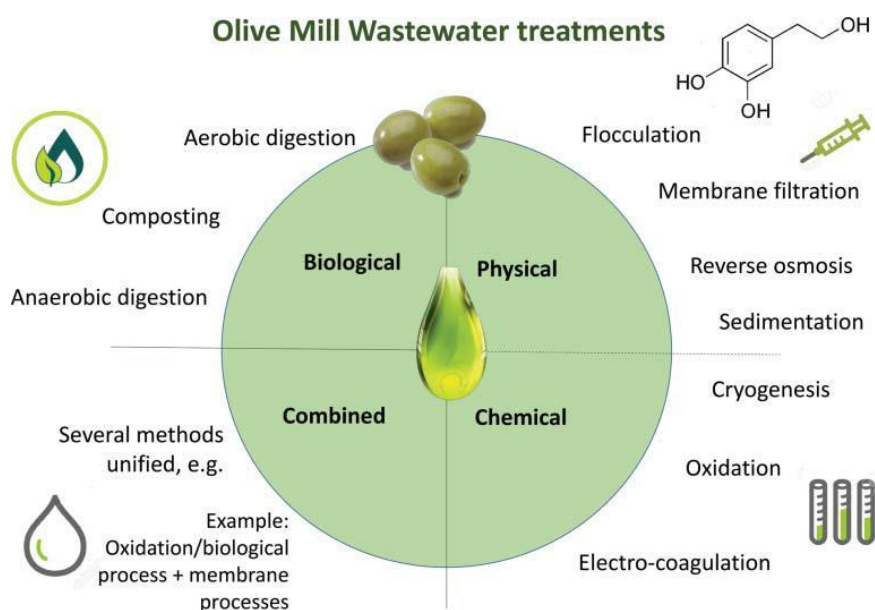 Olive Mill Wastewater treatments
OH
HO
OH
Aerobic digestion
Composting
Anaerobic digestion
Biological
Physical
Flocculation
Membrane filtration
Reverse osmosis
Sedimentation
Combined
Chemical
Several methods
unified, e.g.
Example:
Oxidation/biological
process + membrane
processes
Cryogenesis
Oxidation
Electro-coagulation